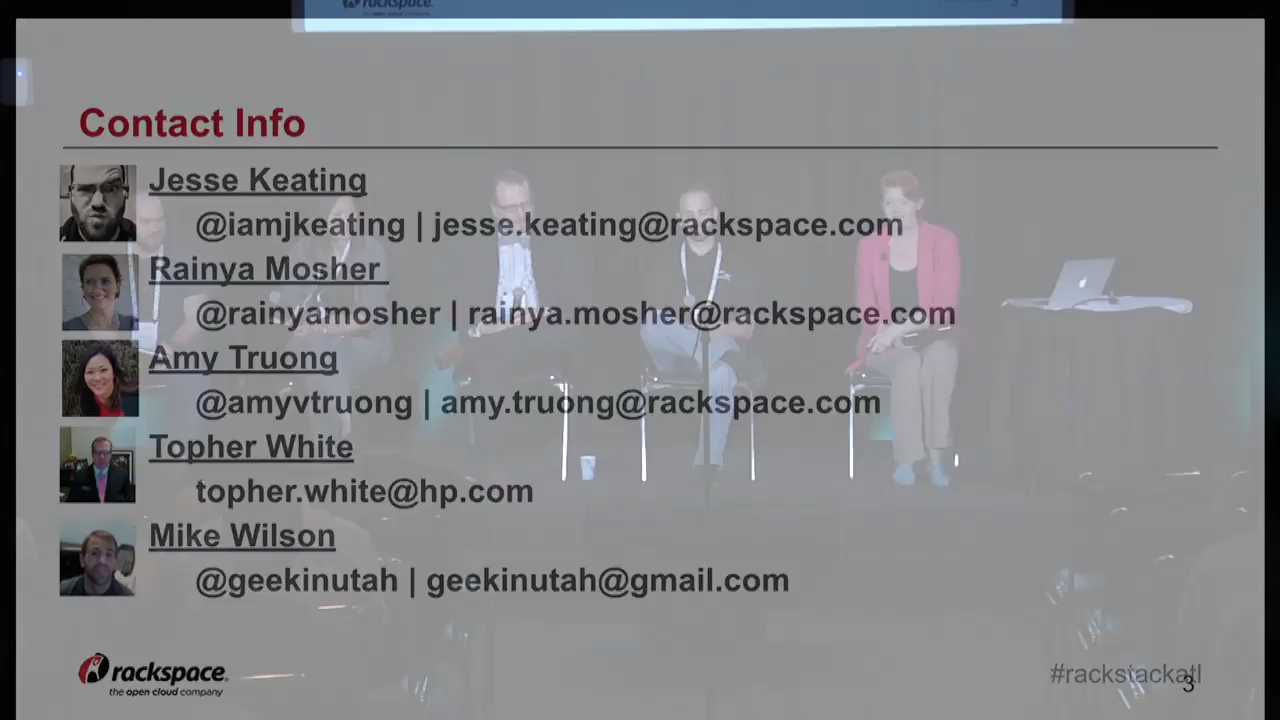 rackspace
3
Contact Info
Jesse Keating
@iamjkeating | jesse.keating@rackspace.com
Rainya Mosher
@rainyamosher | rainya.mosher@rackspace.com
Amy Truong
@amyvtruong | amy.truong@rackspace.com
Topher White
topher.white@hp.com
Mike Wilson
@geekinutah | geekinutah@gmail.com
rackspace®
the open cloud company
#rackstackatl
3